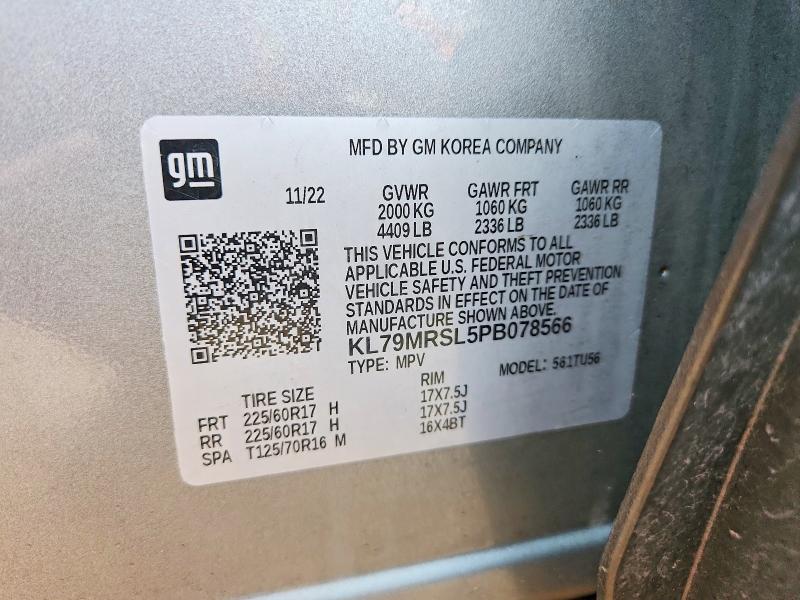 gm
MFD BY GM KOREA COMPANY
11/22 GVWR GAWR FRT GAWR RR
2000 KG 1060 KG 1060 KG
4409 LB 2336 LB 2336 LB
THIS VEHICLE CONFORMS TO ALL
APPLICABLE U.S. FEDERAL MOTOR
VEHICLE SAFETY AND THEFT PREVENTION
STANDARDS IN EFFECT ON THE DATE OF
MANUFACTURE SHOWN ABOVE.
KL79MRSL5PB078566
TYPE: MPV MODEL: 561TU56
TIRE SIZE RIM
FRT 225/60R17 H 17X7.5J
RR 225/60R17 H 17X7.5J
SPA T125/70R16 M 16X4BT